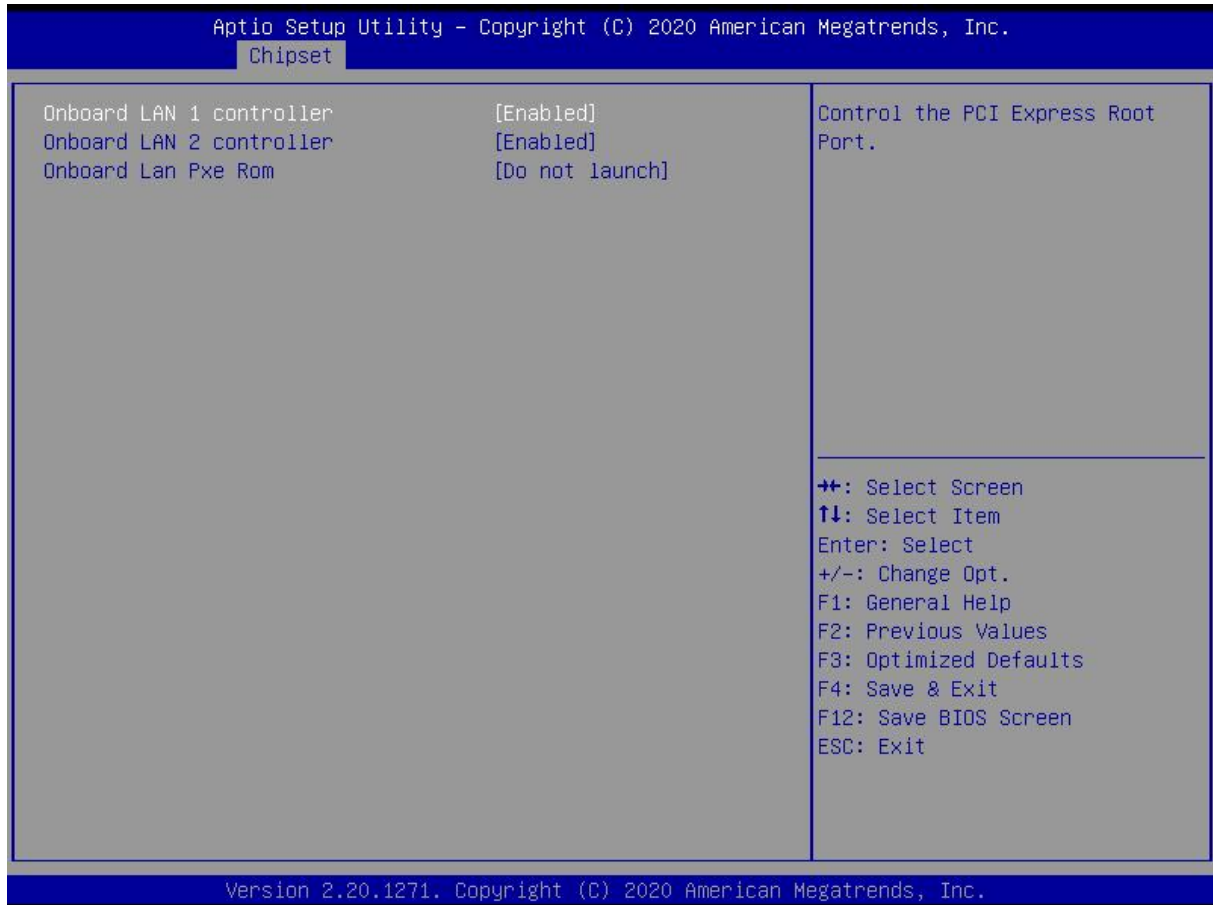 Aptio Setup Utility – Copyright (C) 2020 American Megatrends, Inc.
Chipset
Onboard LAN 1 controller [Enabled]
Onboard LAN 2 controller [Enabled]
Onboard Lan Pxe Rom [Do not launch]
Control the PCI Express Root
Port.
→←: Select Screen
↑↓: Select Item
Enter: Select
+/-: Change Opt.
F1: General Help
F2: Previous Values
F3: Optimized Defaults
F4: Save & Exit
F12: Save BIOS Screen
ESC: Exit
Version 2.20.1271. Copyright (C) 2020 American Megatrends, Inc.